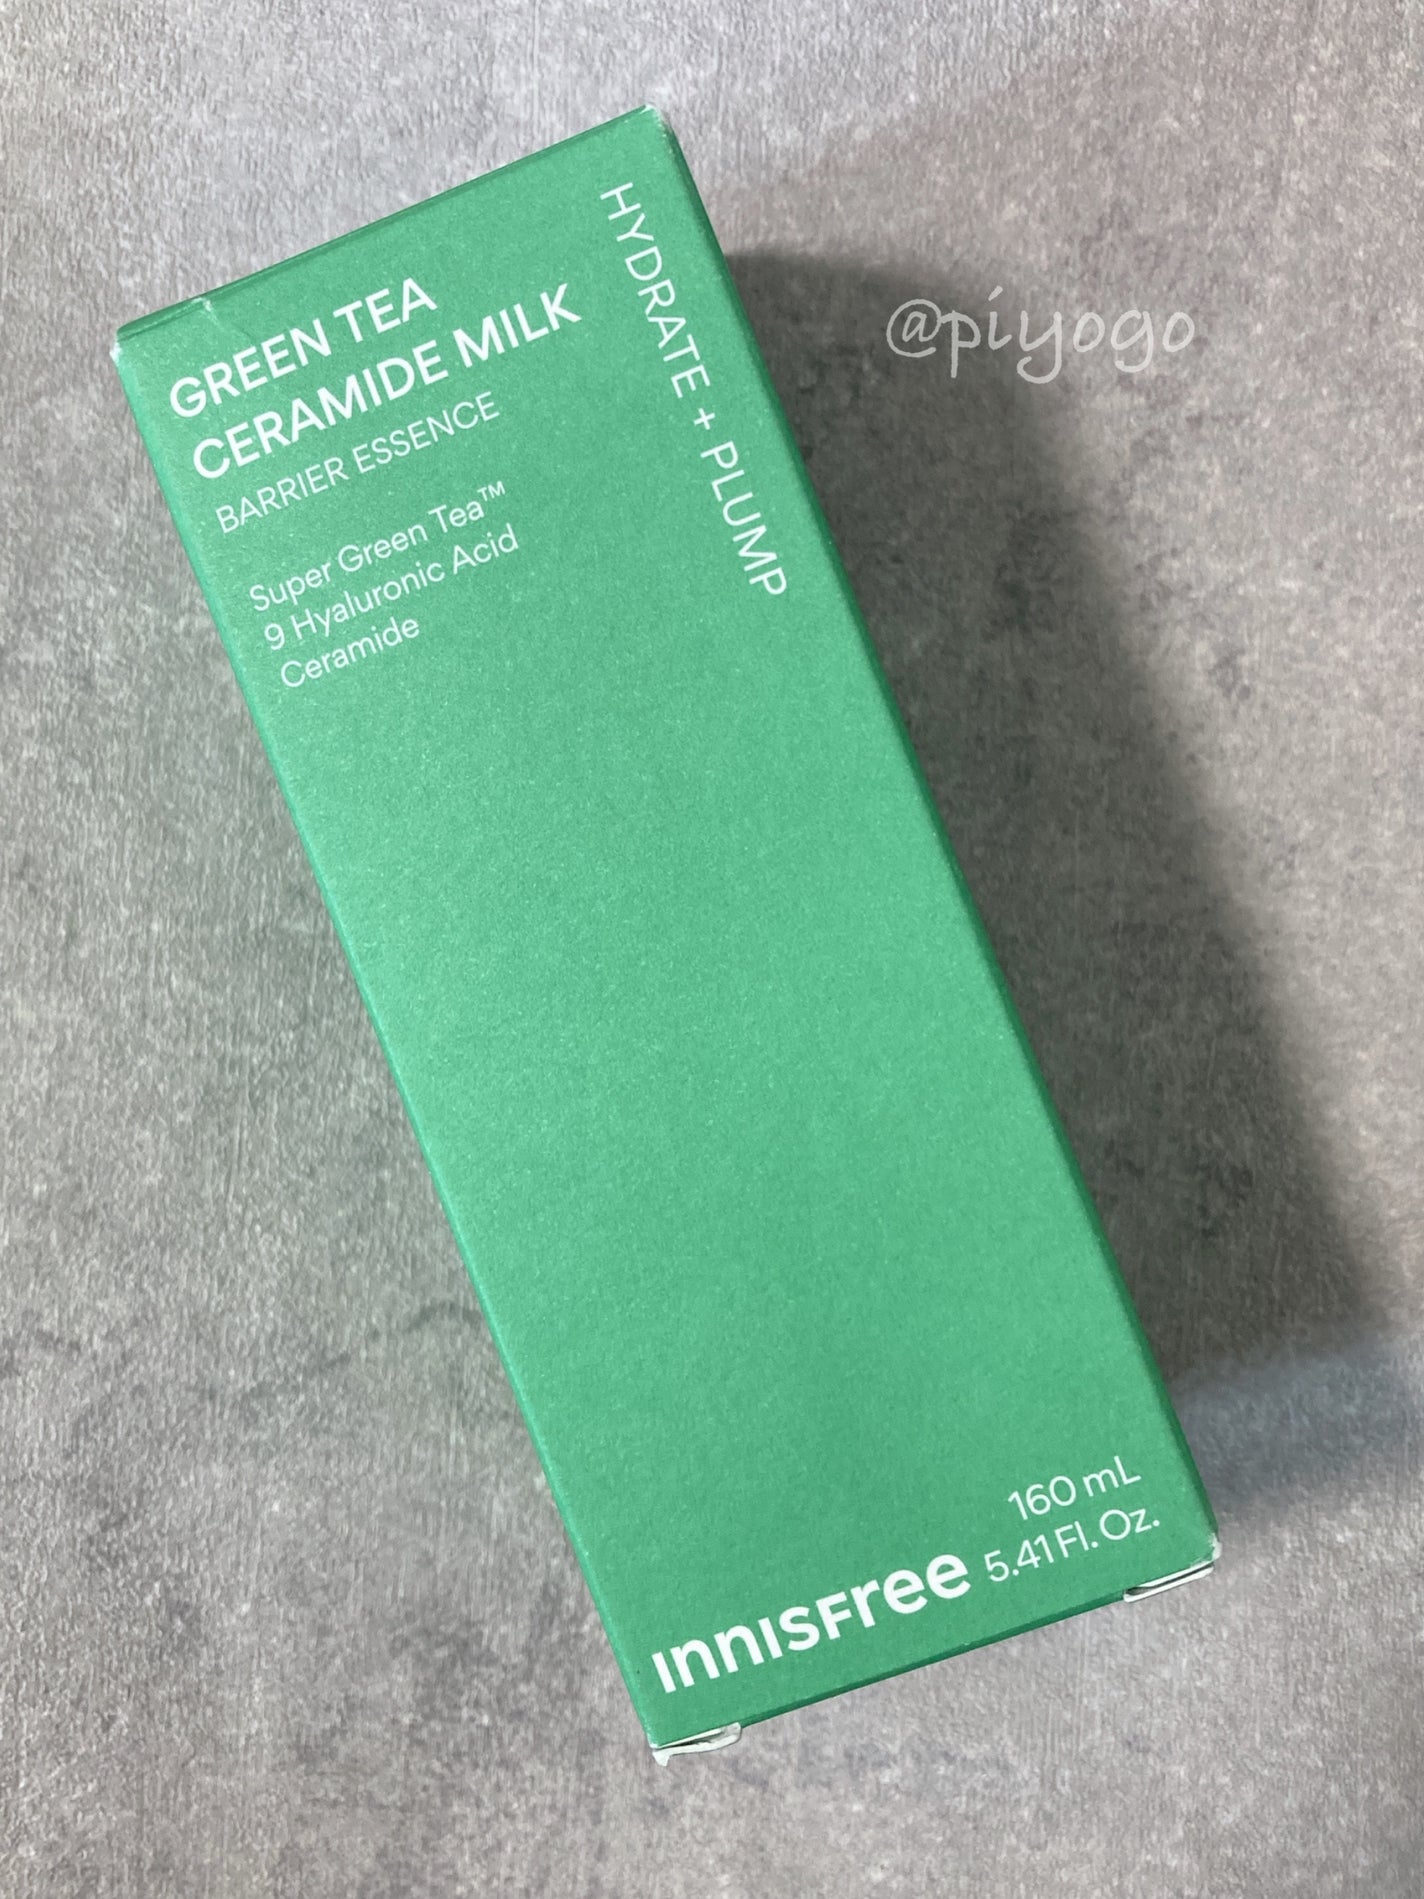 GREEN TEA
CERAMIDE MILK
BARRIER ESSENCE
Super Green Tea™
9 Hyaluronic Acid
Ceramide
HYDRATE + PLUMP
@piyogo
160 mL
5.41 Fl. Oz.
INNISFree